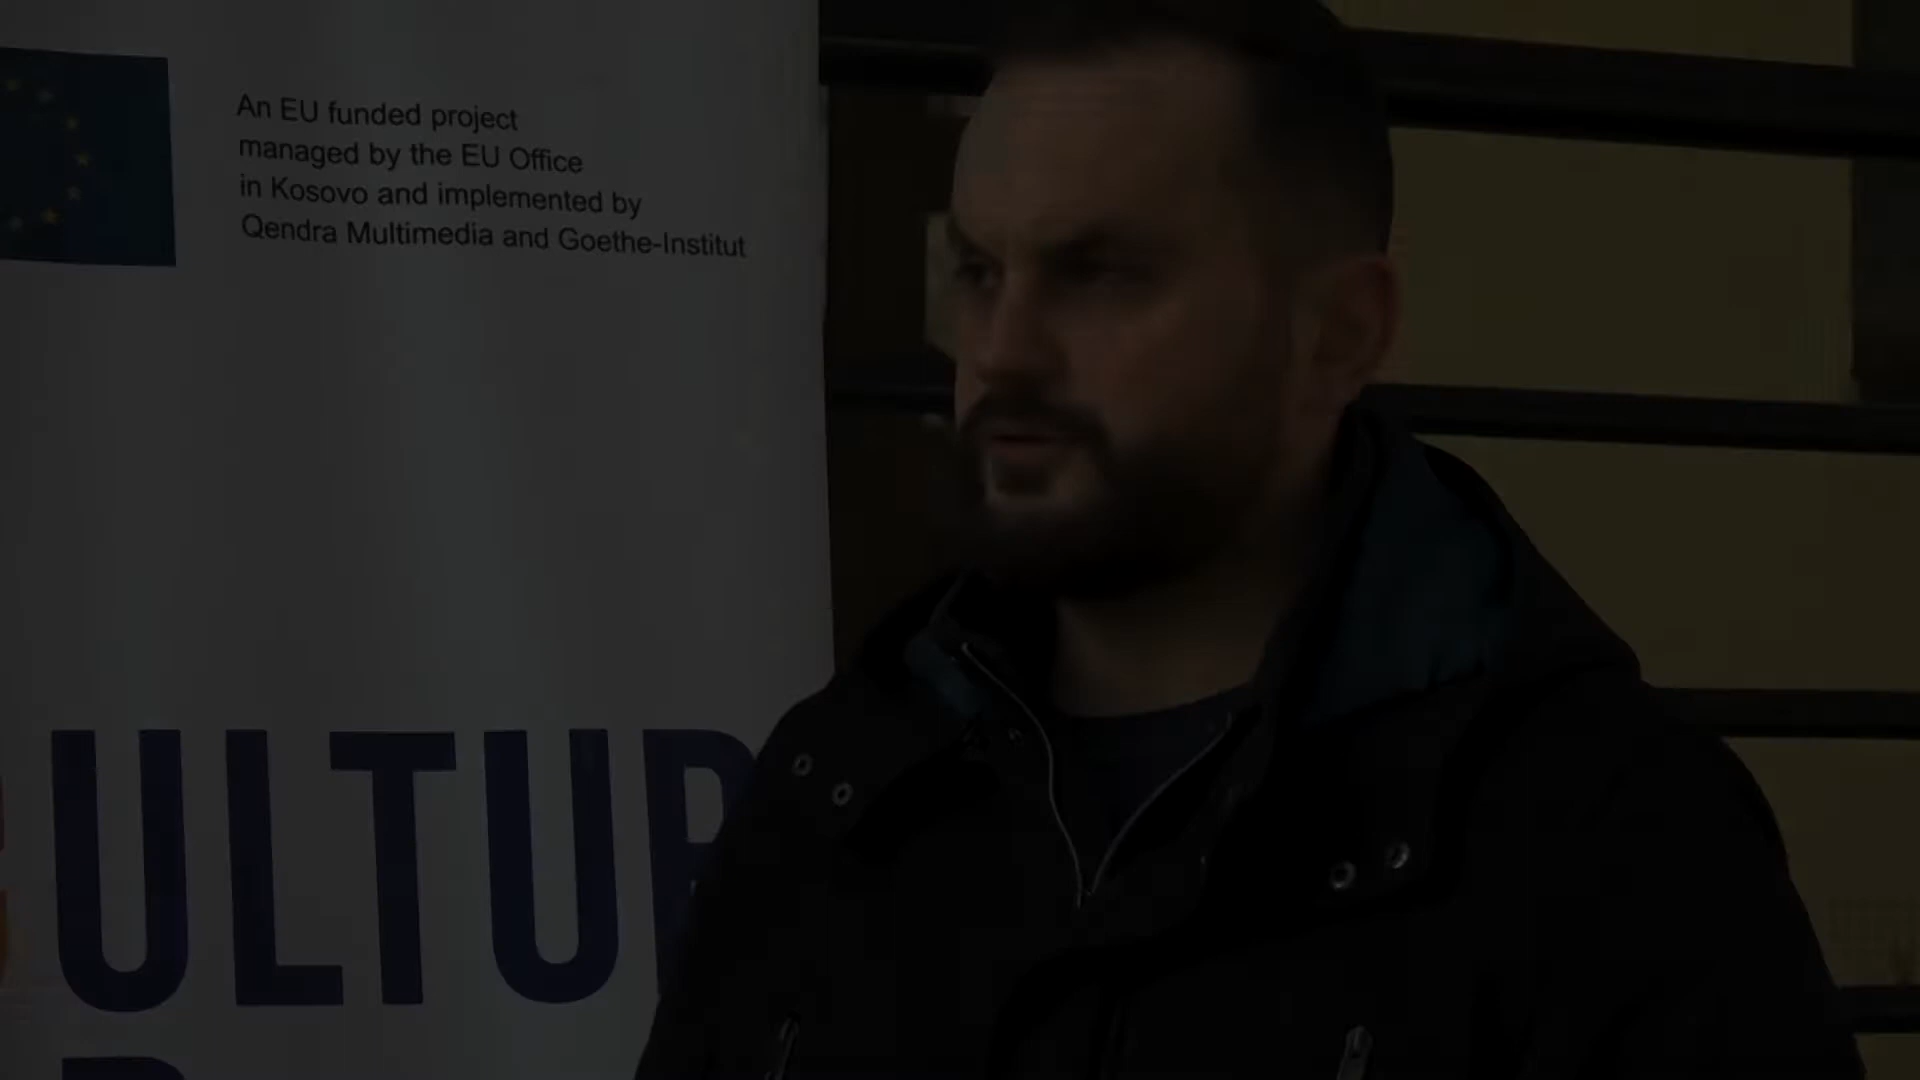 An EU funded project
managed by the EU Office
in Kosovo and implemented by
Qendra Multimedia and Goethe-Institut
ULTUR